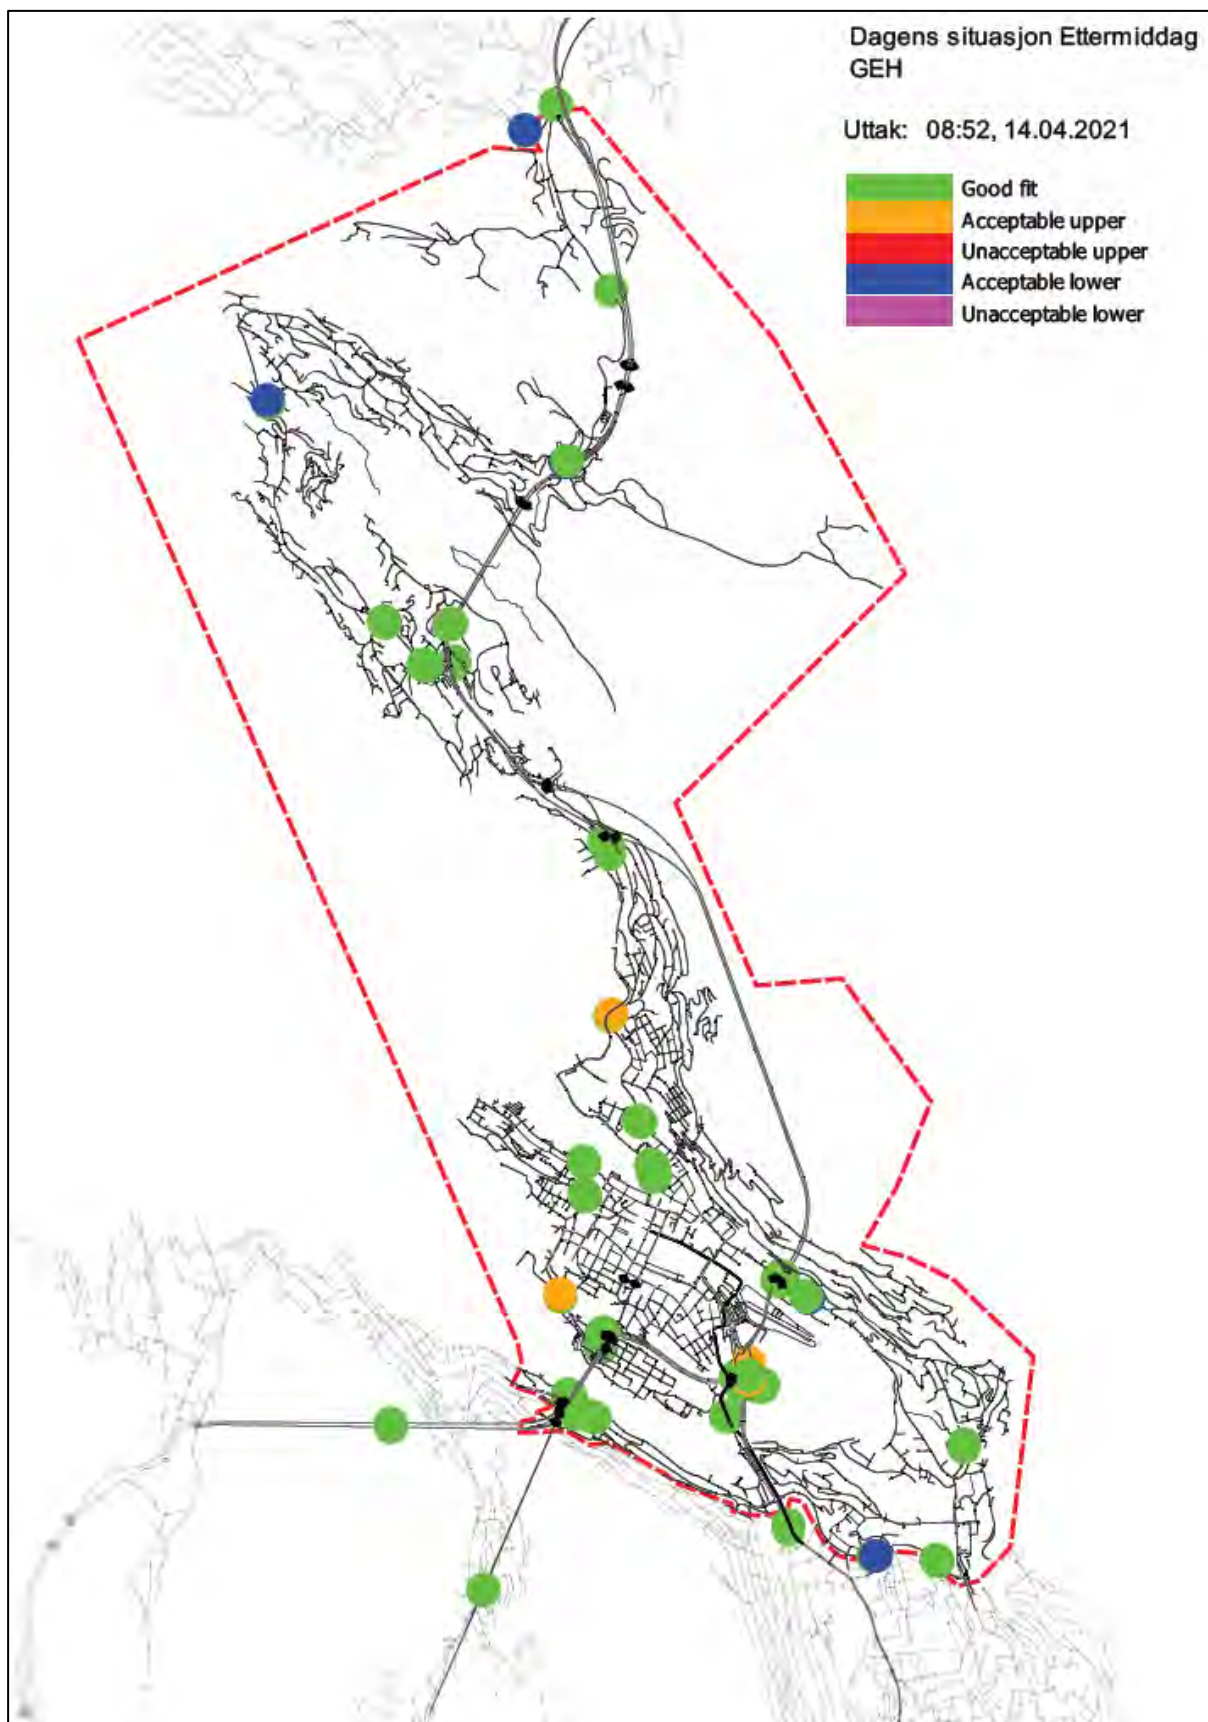 Dagens situasjon Ettermiddag
GEH
Uttak: 08:52, 14.04.2021
Good fit
Acceptable upper
Unacceptable upper
Acceptable lower
Unacceptable lower